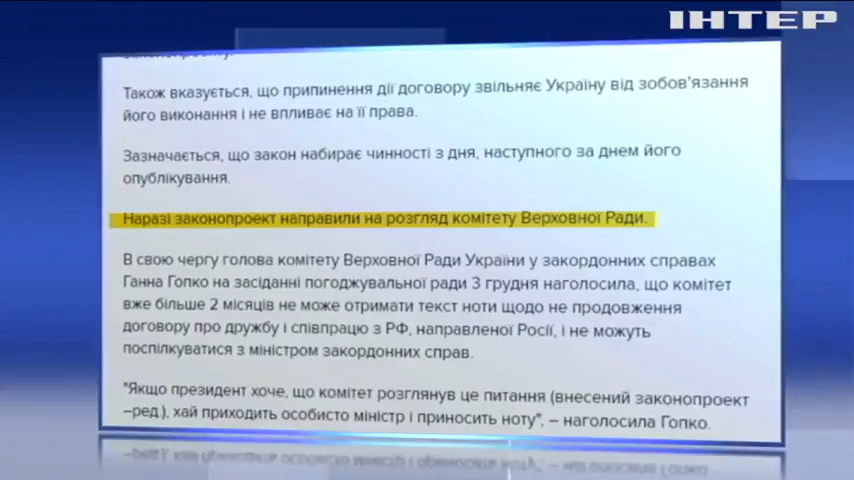 ІНТЕР
законопроекту.
Також вказується, що припинення дії договору звільняє Україну від зобов'язання
його виконання і не впливає на її права.
Зазначається, що закон набирає чинності з дня, наступного за днем його
опублікування.
Наразі законопроект направили на розгляд комітету Верховної Ради.
В свою чергу голова комітету Верховної Ради України у закордонних справах
Ганна Гопко на засіданні погоджувальної ради 3 грудня наголосила, що комітет
вже більше 2 місяців не може отримати текст ноти щодо не продовження
договору про дружбу і співпрацю з РФ, направленої Росії, і не можуть
поспілкуватися з міністром закордонних справ.
"Якщо президент хоче, що комітет розглянув це питання (внесений законопроект
–ред.), хай приходить особисто міністр і приносить ноту", – наголосила Гопко.